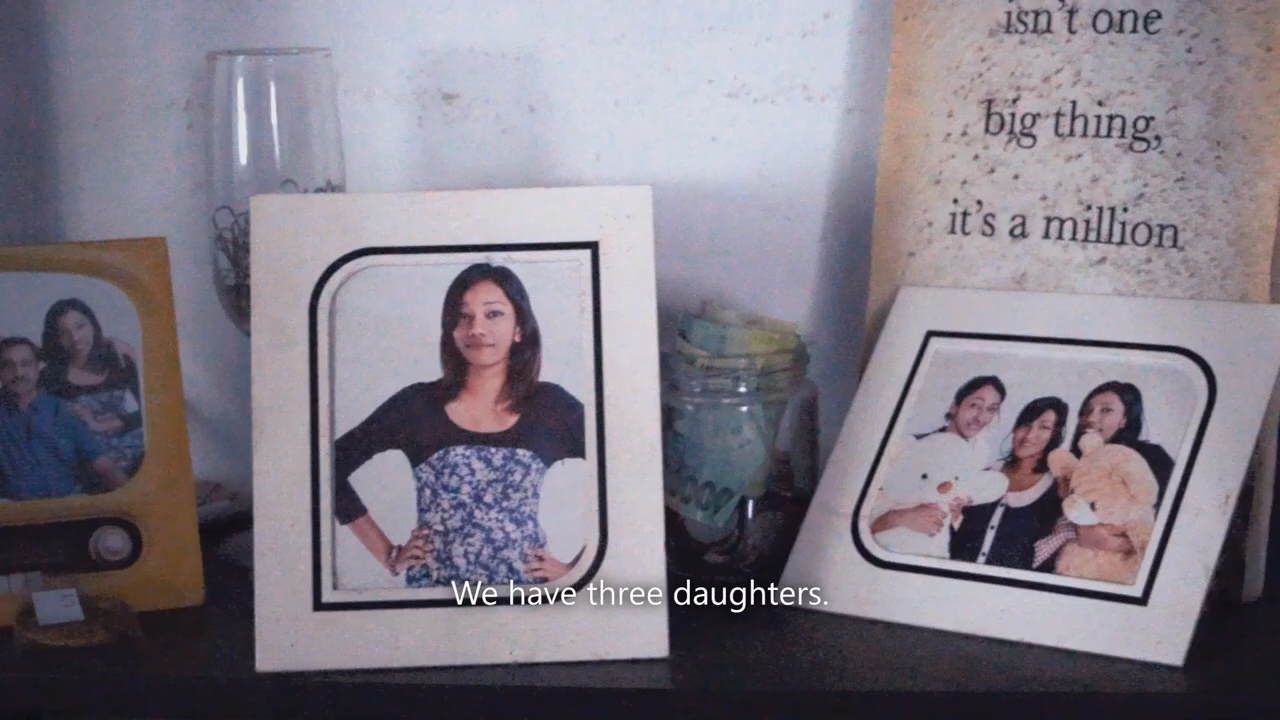 isn't one
big thing,
it's a million
We have three daughters.